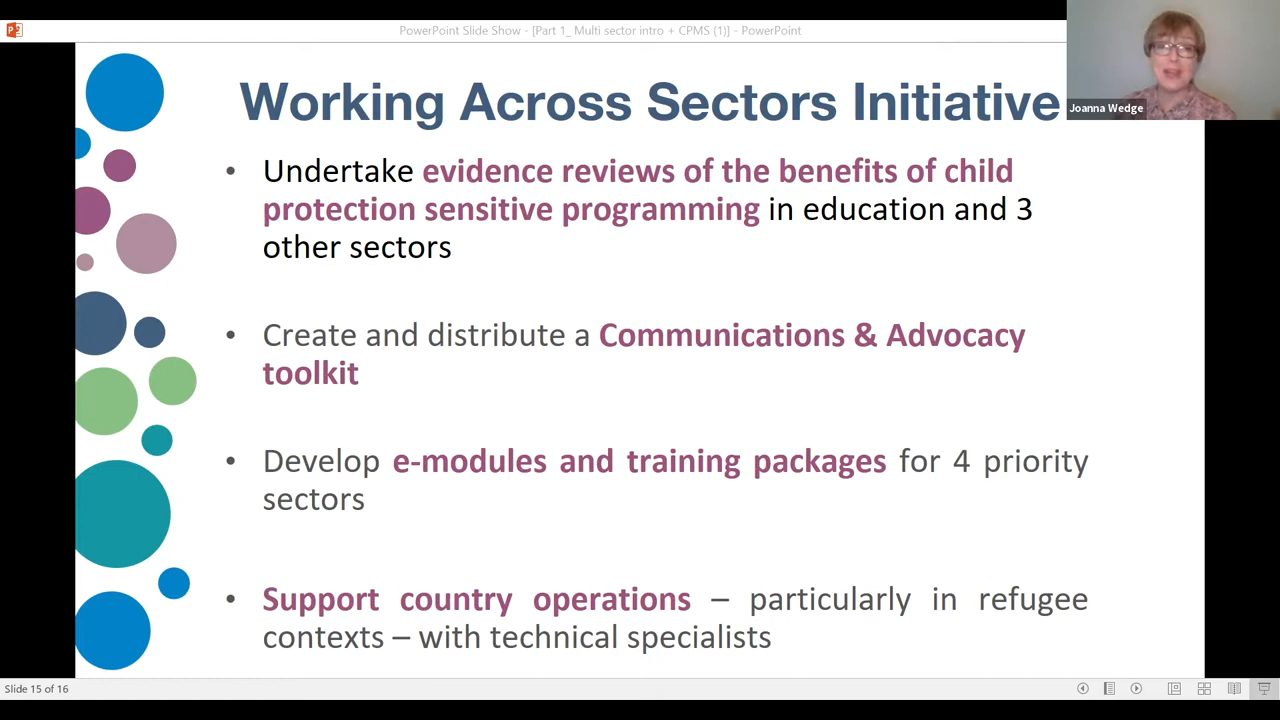 PowerPoint Slide Show - [Part 1_ Multi sector intro + CPMS (1)] - PowerPoint
Joanna Wedge
Working Across Sectors Initiative
• Undertake evidence reviews of the benefits of child
protection sensitive programming in education and 3
other sectors
• Create and distribute a Communications & Advocacy
toolkit
• Develop e-modules and training packages for 4 priority
sectors
• Support country operations – particularly in refugee
contexts – with technical specialists
Slide 15 of 16